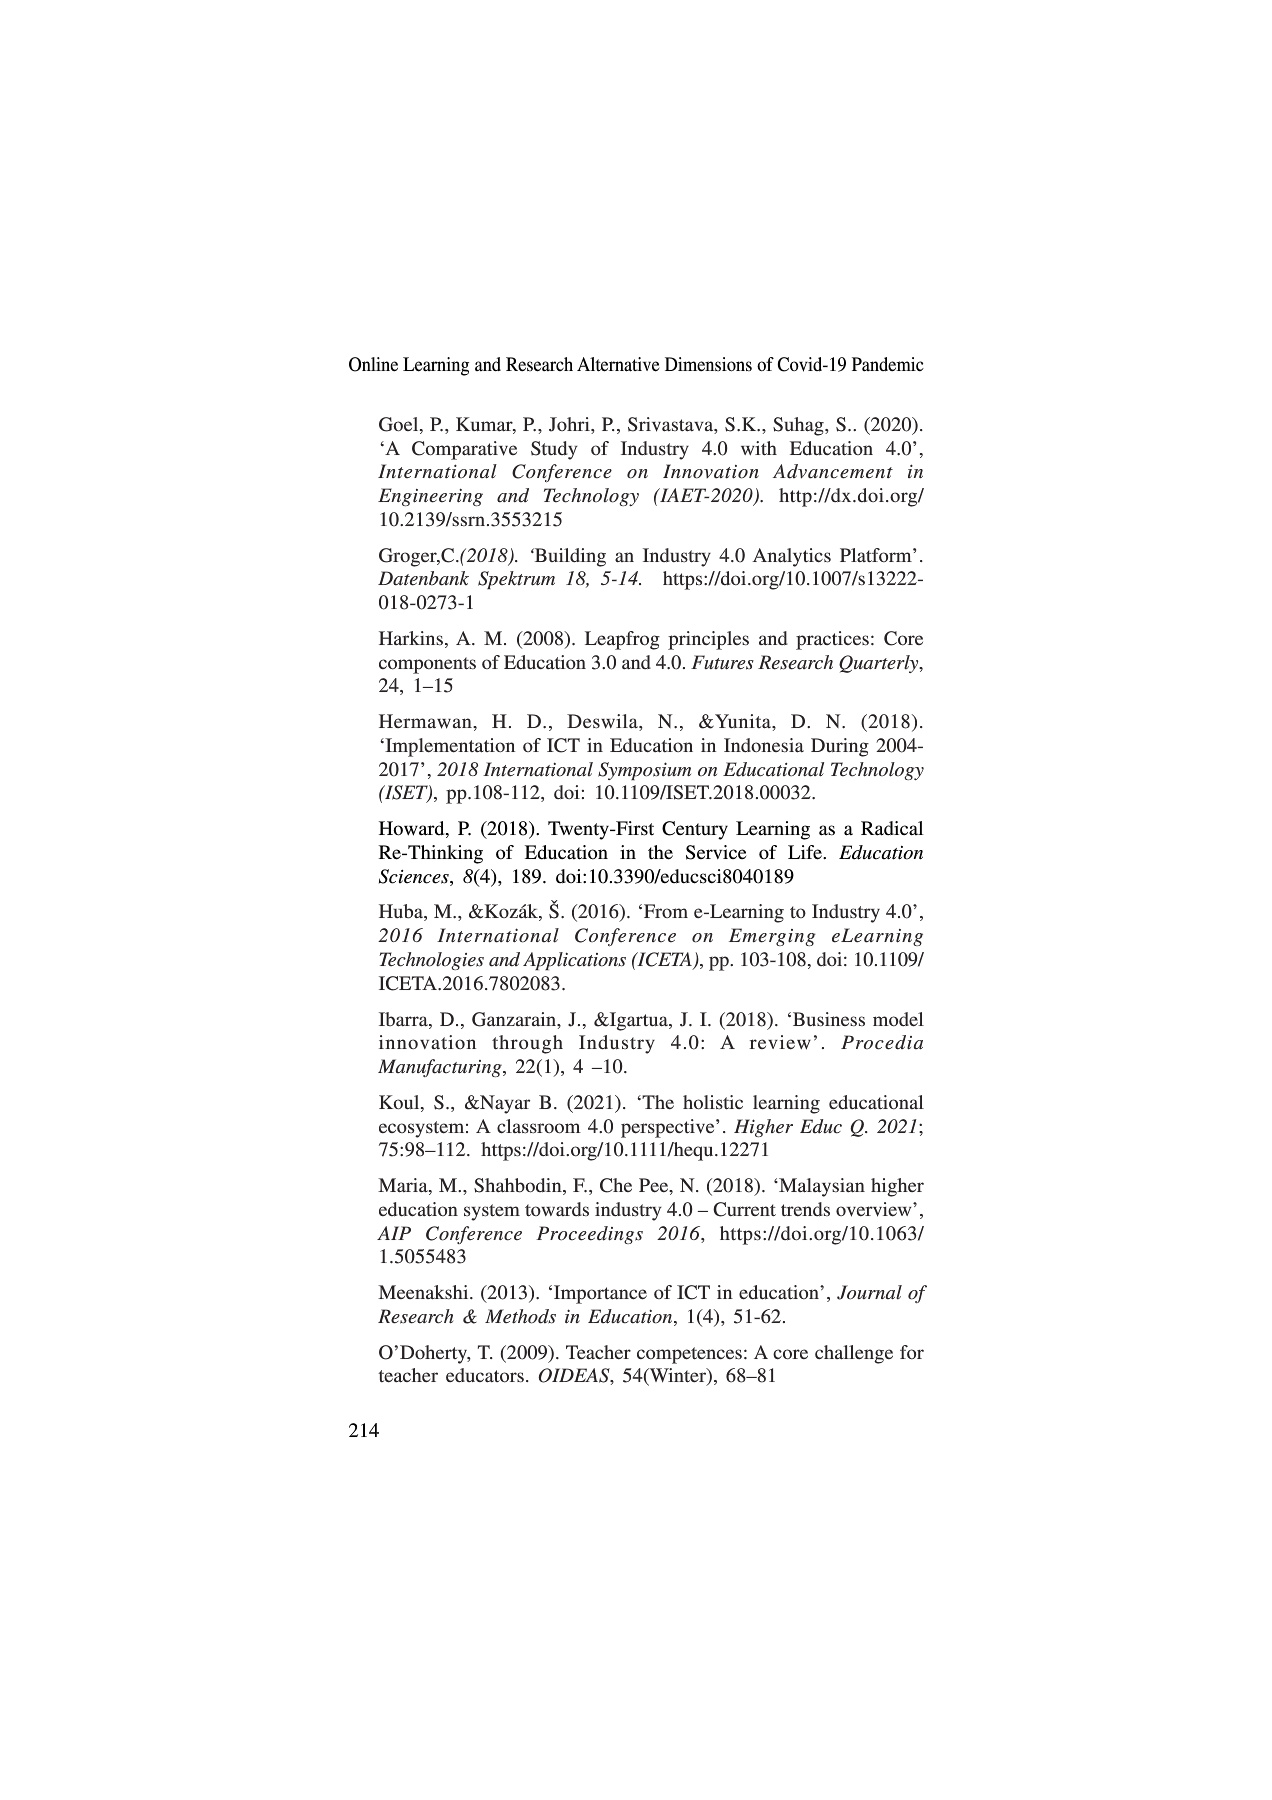 Online Learning and Research Alternative Dimensions of Covid-19 Pandemic
Goel, P., Kumar, P., Johri, P., Srivastava, S.K., Suhag, S.. (2020).
‘A Comparative Study of Industry 4.0 with Education 4.0’,
International Conference on Innovation Advancement in
Engineering and Technology (IAET-2020). http://dx.doi.org/
10.2139/ssrn.3553215
Groger,C.(2018). ‘Building an Industry 4.0 Analytics Platform’.
Datenbank Spektrum 18, 5-14. https://doi.org/10.1007/s13222-
018-0273-1
Harkins, A. M. (2008). Leapfrog principles and practices: Core
components of Education 3.0 and 4.0. Futures Research Quarterly,
24, 1–15
Hermawan, H. D., Deswila, N., &Yunita, D. N. (2018).
‘Implementation of ICT in Education in Indonesia During 2004-
2017’, 2018 International Symposium on Educational Technology
(ISET), pp.108-112, doi: 10.1109/ISET.2018.00032.
Howard, P. (2018). Twenty-First Century Learning as a Radical
Re-Thinking of Education in the Service of Life. Education
Sciences, 8(4), 189. doi:10.3390/educsci8040189
Huba, M., &Kozák, Š. (2016). ‘From e-Learning to Industry 4.0’,
2016 International Conference on Emerging eLearning
Technologies and Applications (ICETA), pp. 103-108, doi: 10.1109/
ICETA.2016.7802083.
Ibarra, D., Ganzarain, J., &Igartua, J. I. (2018). ‘Business model
innovation through Industry 4.0: A review’. Procedia
Manufacturing, 22(1), 4 –10.
Koul, S., &Nayar B. (2021). ‘The holistic learning educational
ecosystem: A classroom 4.0 perspective’. Higher Educ Q. 2021;
75:98–112. https://doi.org/10.1111/hequ.12271
Maria, M., Shahbodin, F., Che Pee, N. (2018). ‘Malaysian higher
education system towards industry 4.0 – Current trends overview’,
AIP Conference Proceedings 2016, https://doi.org/10.1063/
1.5055483
Meenakshi. (2013). ‘Importance of ICT in education’, Journal of
Research & Methods in Education, 1(4), 51-62.
O’Doherty, T. (2009). Teacher competences: A core challenge for
teacher educators. OIDEAS, 54(Winter), 68–81
214